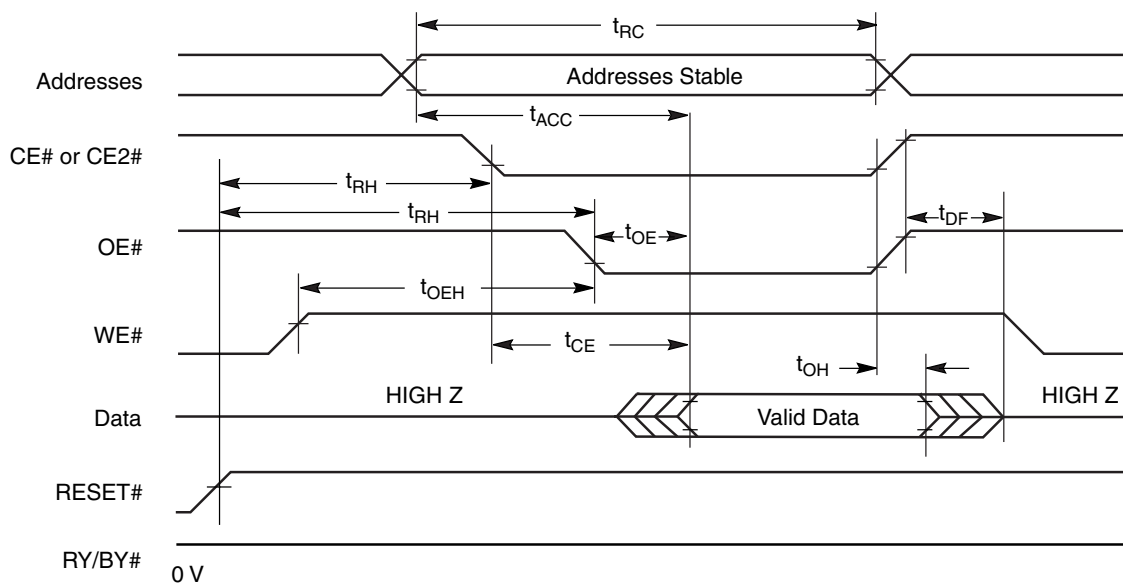 tRC
Addresses
Addresses Stable
tACC
CE# or CE2#
tRH
tRH
tOE
tDF
OE#
tOEH
WE#
tCE
tOH
HIGH Z
HIGH Z
Data
Valid Data
RESET#
RY/BY#
0 V